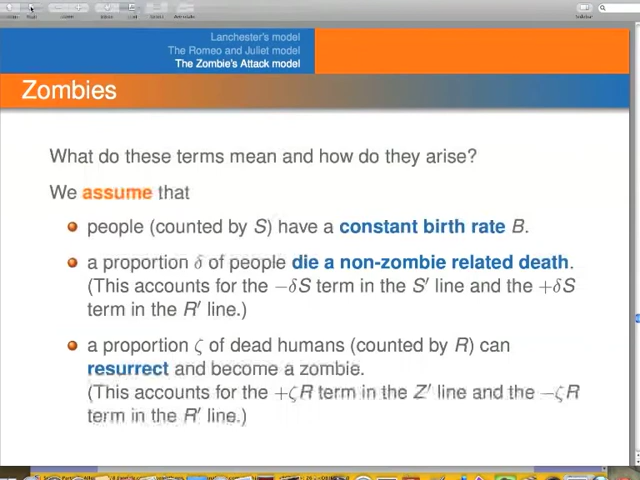 Lanchester's model
The Romeo and Juliet model
The Zombie's Attack model
Zombies
What do these terms mean and how do they arise?
We assume that
people (counted by S) have a constant birth rate B.
a proportion δ of people die a non-zombie related death.
(This accounts for the −δS term in the S′ line and the +δS
term in the R′ line.)
a proportion ζ of dead humans (counted by R) can
resurrect and become a zombie.
(This accounts for the +ζR term in the Z′ line and the −ζR
term in the R′ line.)